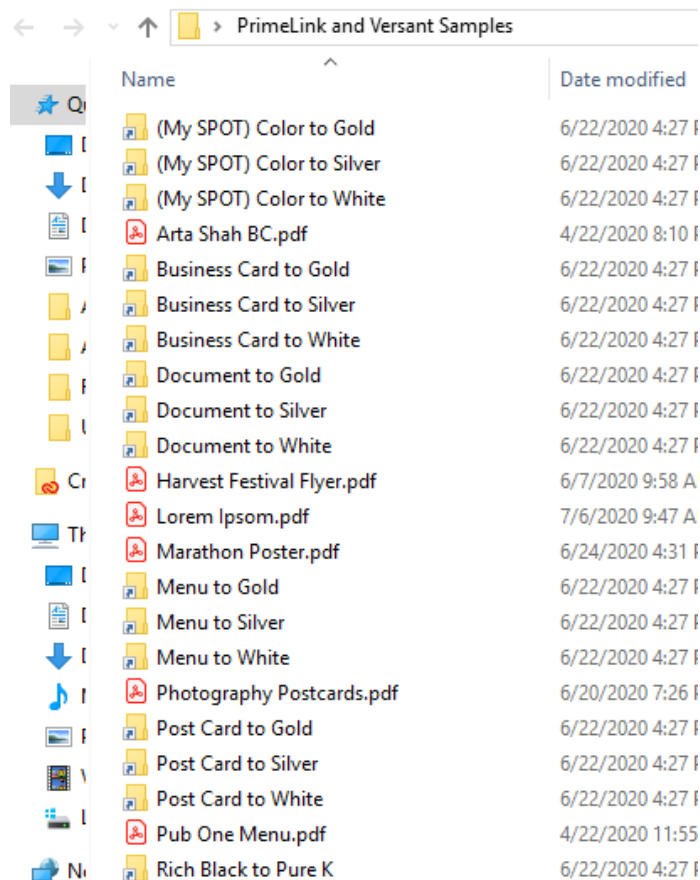 PrimeLink and Versant Samples
Name Date modified
(My SPOT) Color to Gold 6/22/2020 4:27 P
(My SPOT) Color to Silver 6/22/2020 4:27 P
(My SPOT) Color to White 6/22/2020 4:27 P
Arta Shah BC.pdf 4/22/2020 8:10 P
Business Card to Gold 6/22/2020 4:27 P
Business Card to Silver 6/22/2020 4:27 P
Business Card to White 6/22/2020 4:27 P
Document to Gold 6/22/2020 4:27 P
Document to Silver 6/22/2020 4:27 P
Document to White 6/22/2020 4:27 P
Harvest Festival Flyer.pdf 6/7/2020 9:58 A
Lorem Ipsom.pdf 7/6/2020 9:47 A
Marathon Poster.pdf 6/24/2020 4:31 P
Menu to Gold 6/22/2020 4:27 P
Menu to Silver 6/22/2020 4:27 P
Menu to White 6/22/2020 4:27 P
Photography Postcards.pdf 6/20/2020 7:26 P
Post Card to Gold 6/22/2020 4:27 P
Post Card to Silver 6/22/2020 4:27 P
Post Card to White 6/22/2020 4:27 P
Pub One Menu.pdf 4/22/2020 11:55
Rich Black to Pure K 6/22/2020 4:27 P